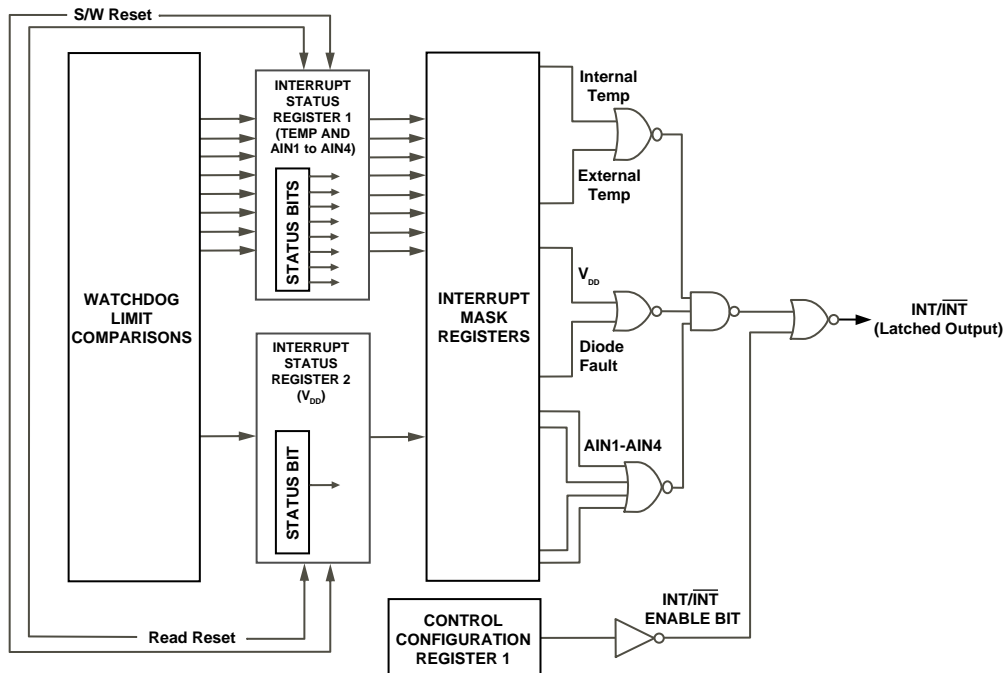 S/W Reset
WATCHDOG
LIMIT
COMPARISONS
INTERRUPT
STATUS
REGISTER 1
(TEMP AND
AIN1 to AIN4)
STATUS BITS
INTERRUPT
STATUS
REGISTER 2
(VDD)
STATUS BIT
Read Reset
INTERRUPT
MASK
REGISTERS
Internal
Temp
External
Temp
VDD
Diode
Fault
AIN1-AIN4
CONTROL
CONFIGURATION
REGISTER 1
INT/I̅N̅T̅
ENABLE BIT
INT/I̅N̅T̅
(Latched Output)